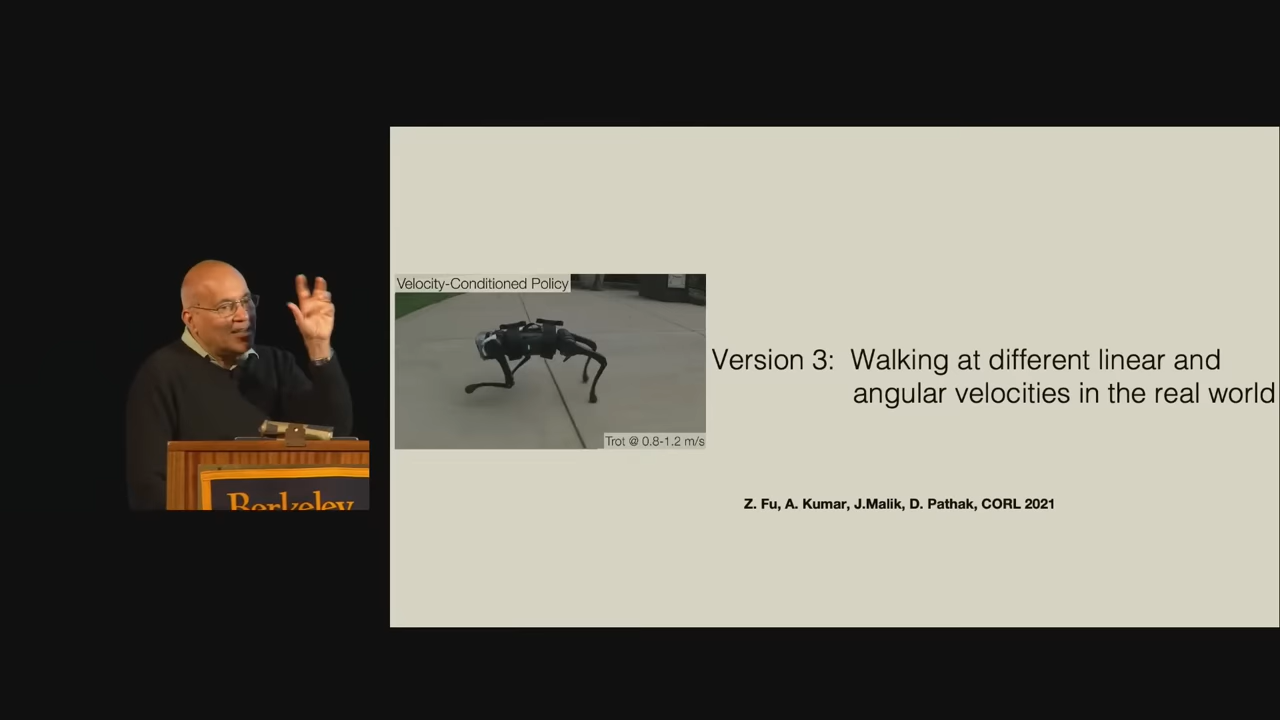 Velocity-Conditioned Policy
Trot @ 0.8-1.2 m/s
Version 3: Walking at different linear and
angular velocities in the real world
Z. Fu, A. Kumar, J.Malik, D. Pathak, CORL 2021
Berkeley